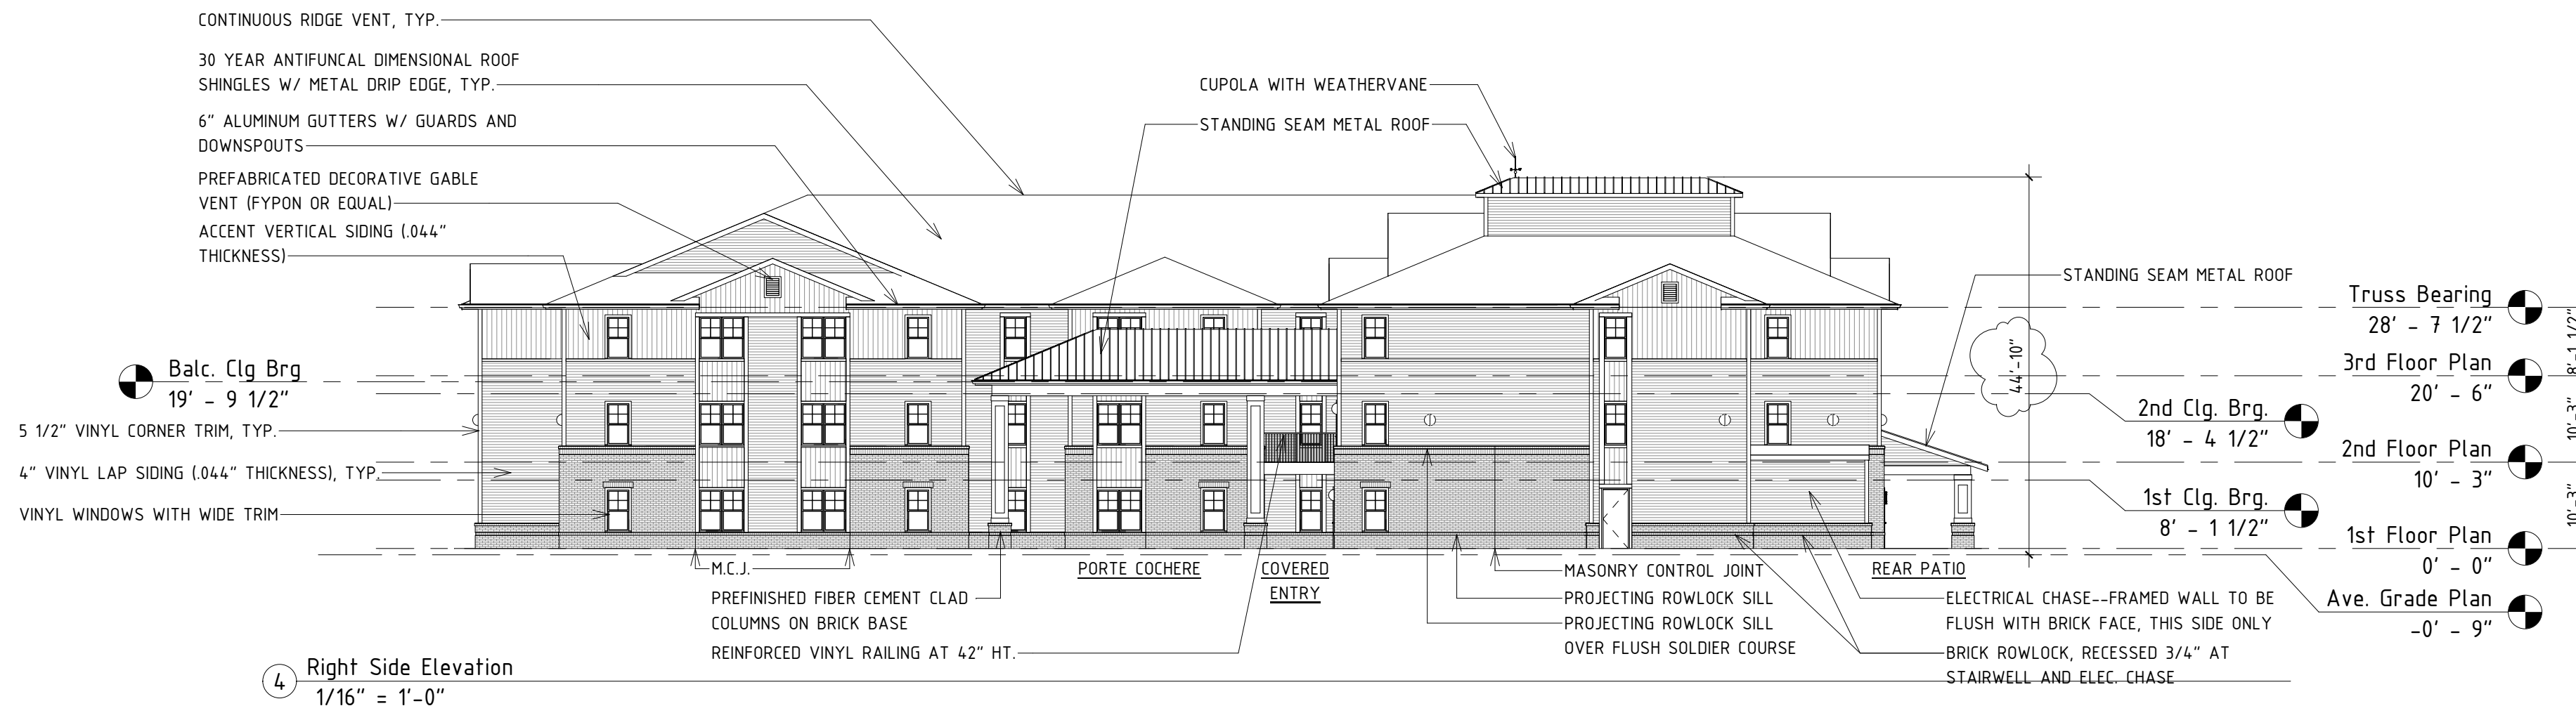 CONTINUOUS RIDGE VENT, TYP.
30 YEAR ANTIFUNCAL DIMENSIONAL ROOF
SHINGLES W/ METAL DRIP EDGE, TYP.
6" ALUMINUM GUTTERS W/ GUARDS AND
DOWNSPOUTS
PREFABRICATED DECORATIVE GABLE
VENT (FYPON OR EQUAL)
ACCENT VERTICAL SIDING (.044"
THICKNESS)
Balc. Clg Brg
19' - 9 1/2"
5 1/2" VINYL CORNER TRIM, TYP.
4" VINYL LAP SIDING (.044" THICKNESS), TYP.
VINYL WINDOWS WITH WIDE TRIM
CUPOLA WITH WEATHERVANE
STANDING SEAM METAL ROOF
STANDING SEAM METAL ROOF
44'-10"
Truss Bearing
28' - 7 1/2"
8'-1 1/2"
3rd Floor Plan
20' - 6"
10'-3"
2nd Clg. Brg.
18' - 4 1/2"
2nd Floor Plan
10' - 3"
10'-3"
1st Clg. Brg.
8' - 1 1/2"
1st Floor Plan
0' - 0"
Ave. Grade Plan
-0' - 9"
M.C.J.
PREFINISHED FIBER CEMENT CLAD
COLUMNS ON BRICK BASE
REINFORCED VINYL RAILING AT 42" HT.
PORTE COCHERE
COVERED
ENTRY
MASONRY CONTROL JOINT
PROJECTING ROWLOCK SILL
PROJECTING ROWLOCK SILL
OVER FLUSH SOLDIER COURSE
REAR PATIO
ELECTRICAL CHASE--FRAMED WALL TO BE
FLUSH WITH BRICK FACE, THIS SIDE ONLY
BRICK ROWLOCK, RECESSED 3/4" AT
STAIRWELL AND ELEC. CHASE
4
Right Side Elevation
1/16" = 1'-0"